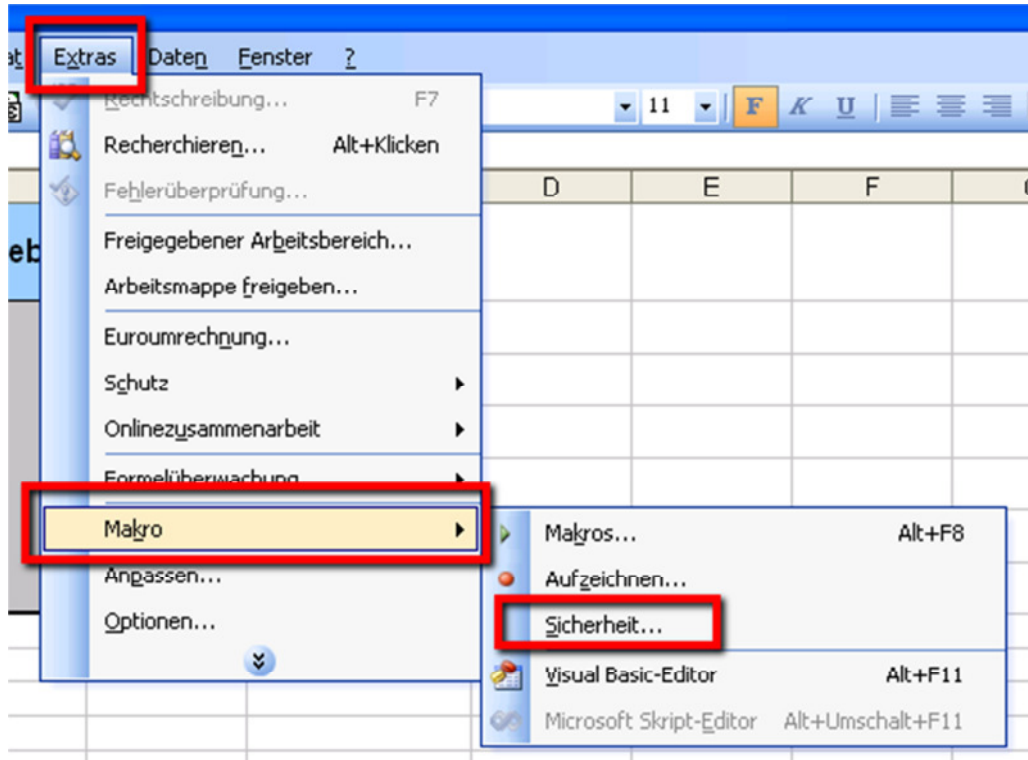 Extras Daten Fenster ?
Rechtschreibung... F7
11 F K U
Recherchieren... Alt+Klicken
D E F
Fehlerüberprüfung...
eb
Freigegebener Arbeitsbereich...
Arbeitsmappe freigeben...
Euroumrechnung...
Schutz
Onlinezusammenarbeit
Formelüberwachung
Makro
Anpassen...
Optionen...
Makros... Alt+F8
Aufzeichnen...
Sicherheit...
Visual Basic-Editor Alt+F11
Microsoft Skript-Editor Alt+Umschalt+F11